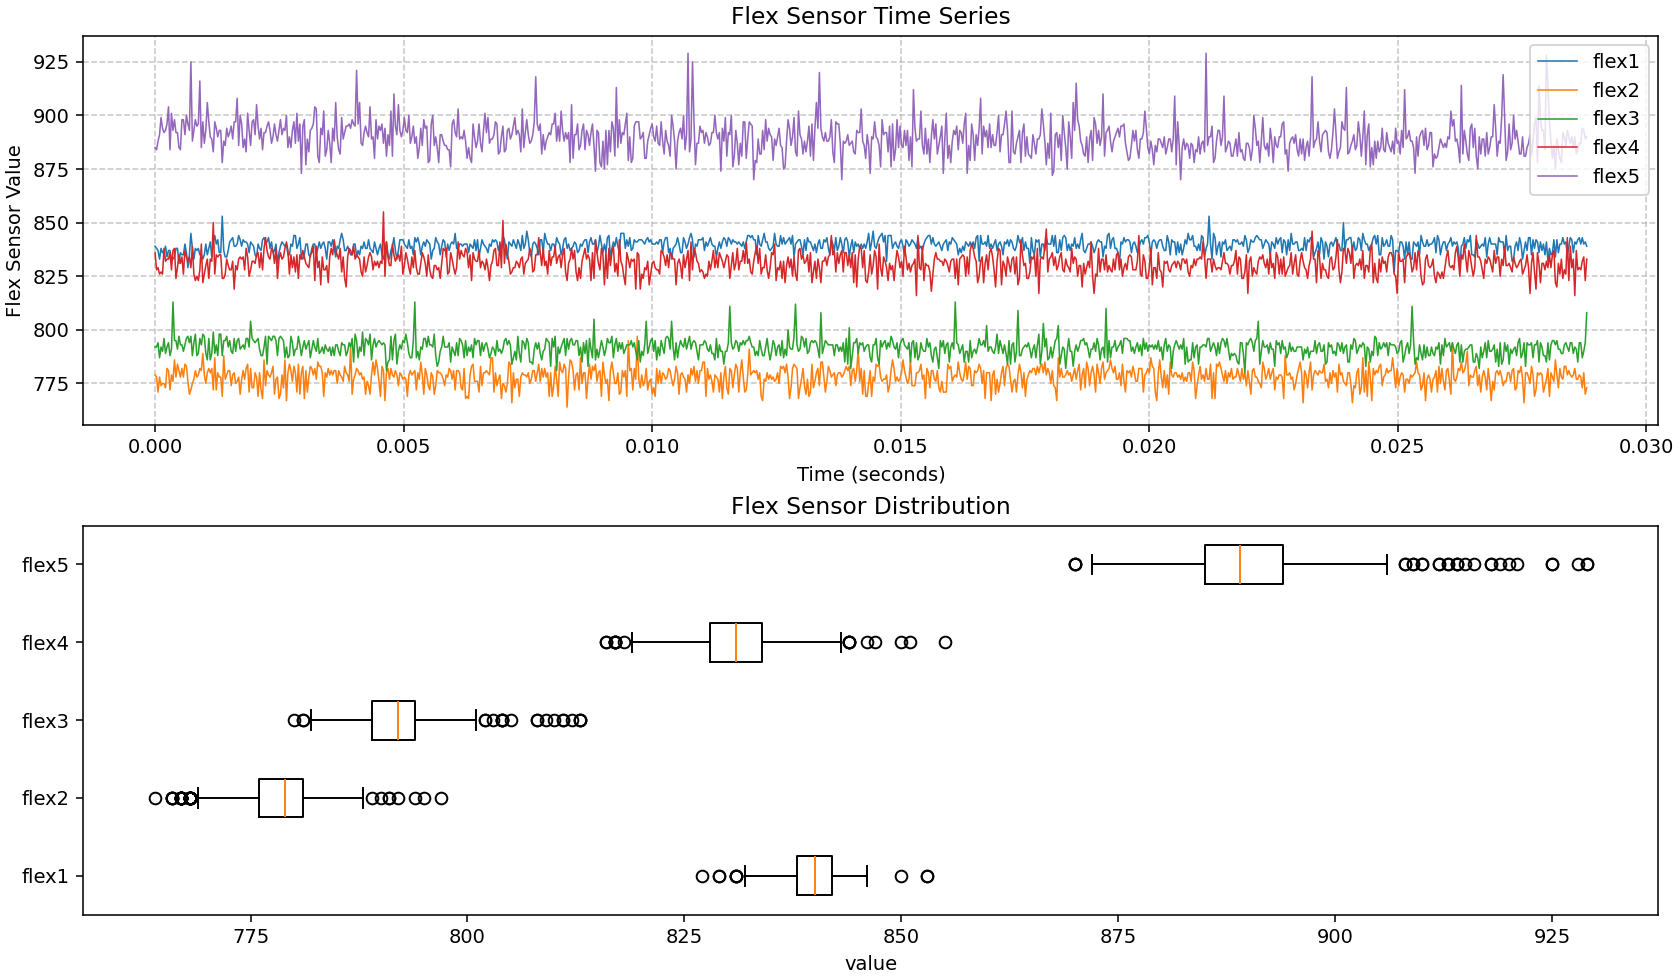 Flex Sensor Time Series
Flex Sensor Value
925
900
875
850
825
800
775
flex1
flex2
flex3
flex4
flex5
0.000 0.005 0.010 0.015 0.020 0.025 0.030
Time (seconds)
Flex Sensor Distribution
flex5
flex4
flex3
flex2
flex1
775 800 825 850 875 900 925
value